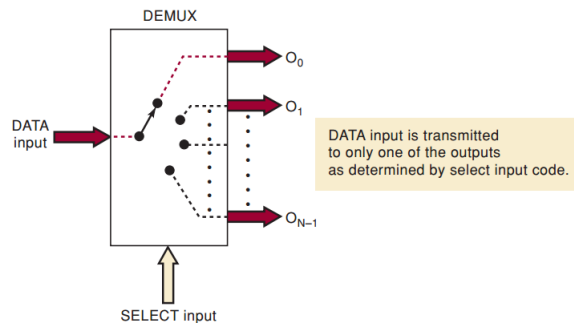 DEMUX
O₀
DATA
input
O₁
DATA input is transmitted
to only one of the outputs
as determined by select input code.
O_N–1
SELECT input